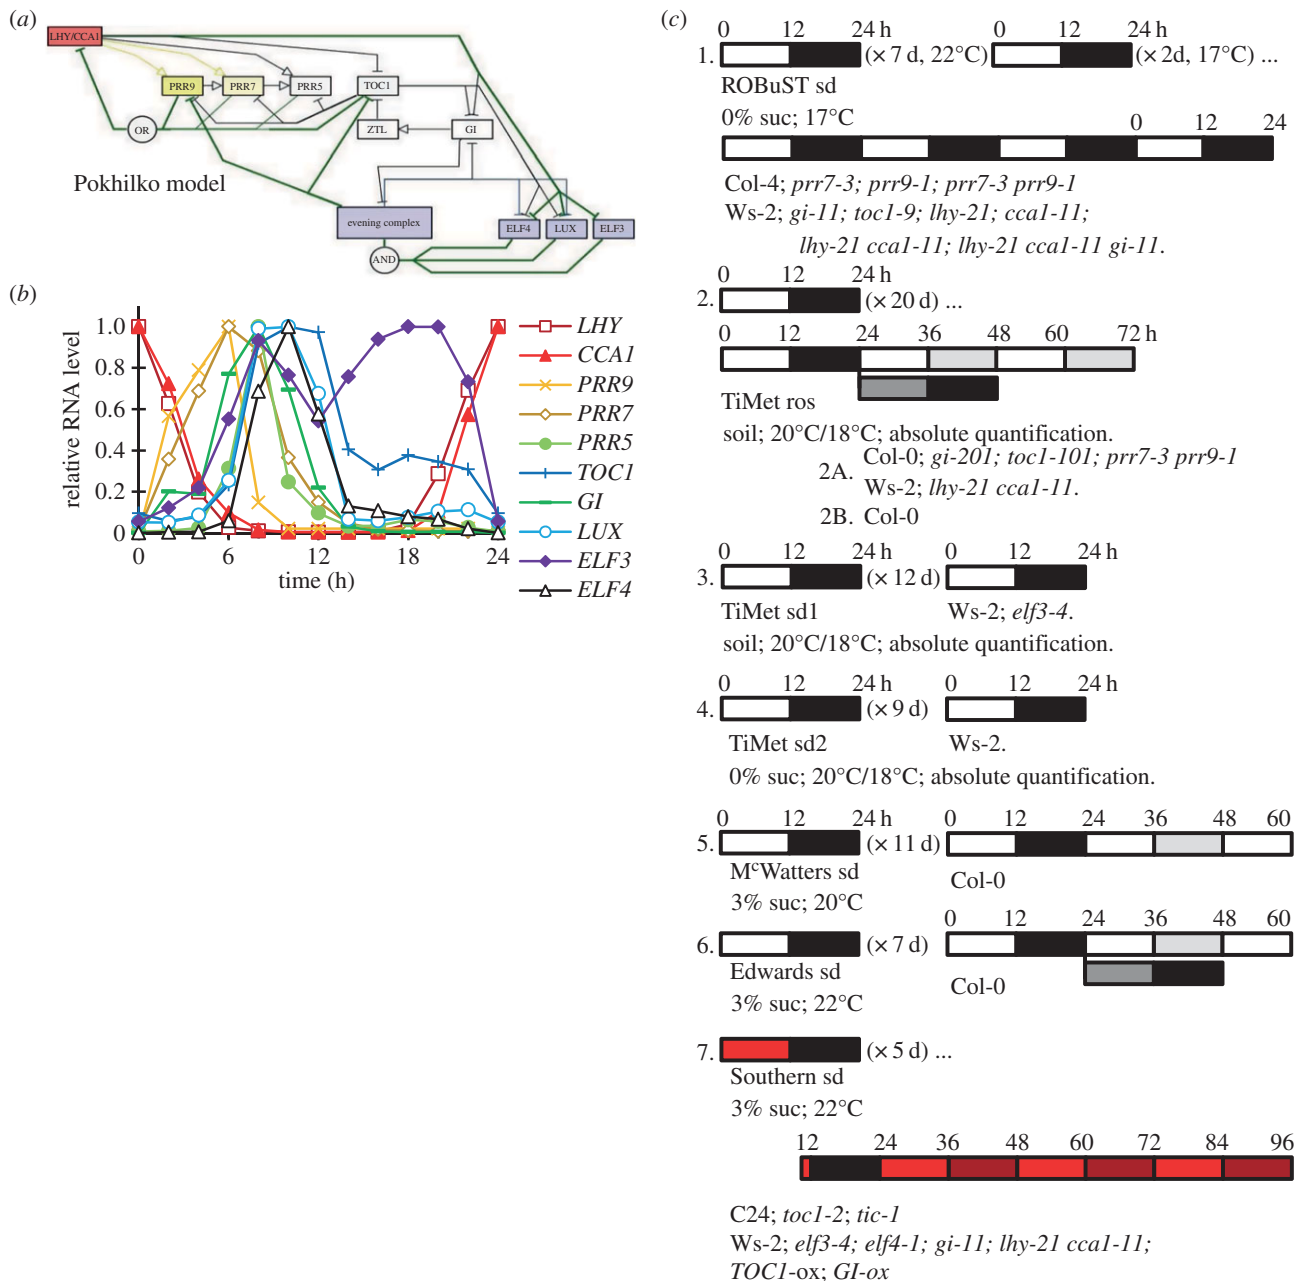 (a)
LHY/CCA1
PRR9
PRR7
PRR5
TOC1
OR
ZTL
GI
Pokhilko model
evening complex
ELF4
LUX
ELF3
AND
(b)
relative RNA level
1.0
0.8
0.6
0.4
0.2
0
0 6 12 18 24
time (h)
LHY
CCA1
PRR9
PRR7
PRR5
TOC1
GI
LUX
ELF3
ELF4
(c)
0 12 24 h 0 12 24 h
1. (× 7 d, 22°C) (× 2d, 17°C) ...
ROBuST sd
0% suc; 17°C
0 12 24
Col-4; prr7-3; prr9-1; prr7-3 prr9-1
Ws-2; gi-11; toc1-9; lhy-21; cca1-11;
lhy-21 cca1-11; lhy-21 cca1-11 gi-11.
0 12 24 h
2. (× 20 d) ...
0 12 24 36 48 60 72 h
TiMet ros
soil; 20°C/18°C; absolute quantification.
2A. Col-0; gi-201; toc1-101; prr7-3 prr9-1
Ws-2; lhy-21 cca1-11.
2B. Col-0
0 12 24 h 0 12 24 h
3. (× 12 d)
TiMet sd1 Ws-2; elf3-4.
soil; 20°C/18°C; absolute quantification.
0 12 24 h 0 12 24 h
4. (× 9 d)
TiMet sd2 Ws-2.
0% suc; 20°C/18°C; absolute quantification.
0 12 24 h 0 12 24 36 48 60
5. (× 11 d)
McWatters sd Col-0
3% suc; 20°C
0 12 24 36 48 60
6. (× 7 d)
Edwards sd Col-0
3% suc; 22°C
7. (× 5 d) ...
Southern sd
3% suc; 22°C
12 24 36 48 60 72 84 96
C24; toc1-2; tic-1
Ws-2; elf3-4; elf4-1; gi-11; lhy-21 cca1-11;
TOC1-ox; GI-ox